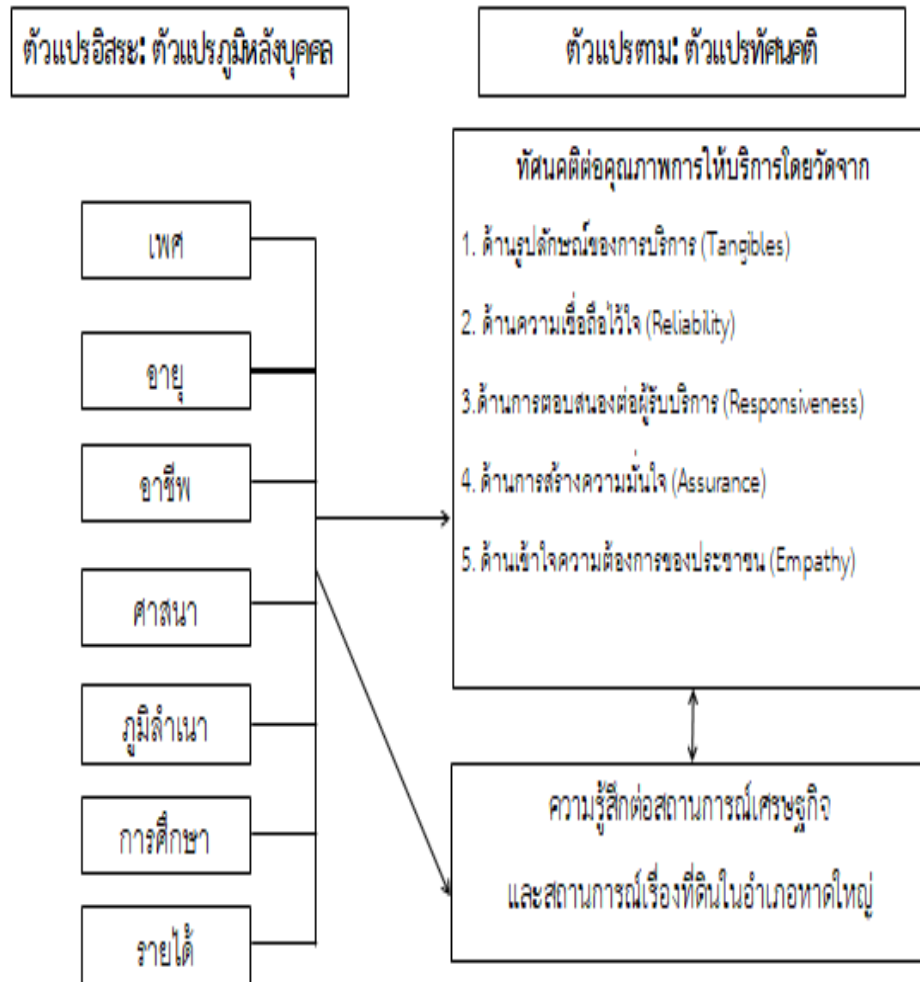 ตัวแปรอิสระ: ตัวแปรภูมิหลังบุคคล
ตัวแปรตาม: ตัวแปรทัศนคติ
เพศ
อายุ
อาชีพ
ศาสนา
ภูมิลำเนา
การศึกษา
รายได้
ทัศนคติต่อคุณภาพการให้บริการโดยวัดจาก
1. ด้านรูปลักษณ์ของการบริการ (Tangibles)
2. ด้านความเชื่อถือไว้ใจ (Reliability)
3.ด้านการตอบสนองต่อผู้รับบริการ (Responsiveness)
4. ด้านการสร้างความมั่นใจ (Assurance)
5. ด้านเข้าใจความต้องการของประชาชน (Empathy)
ความรู้สึกต่อสถานการณ์เศรษฐกิจ
และสถานการณ์เรื่องที่ดินในอำเภอหาดใหญ่